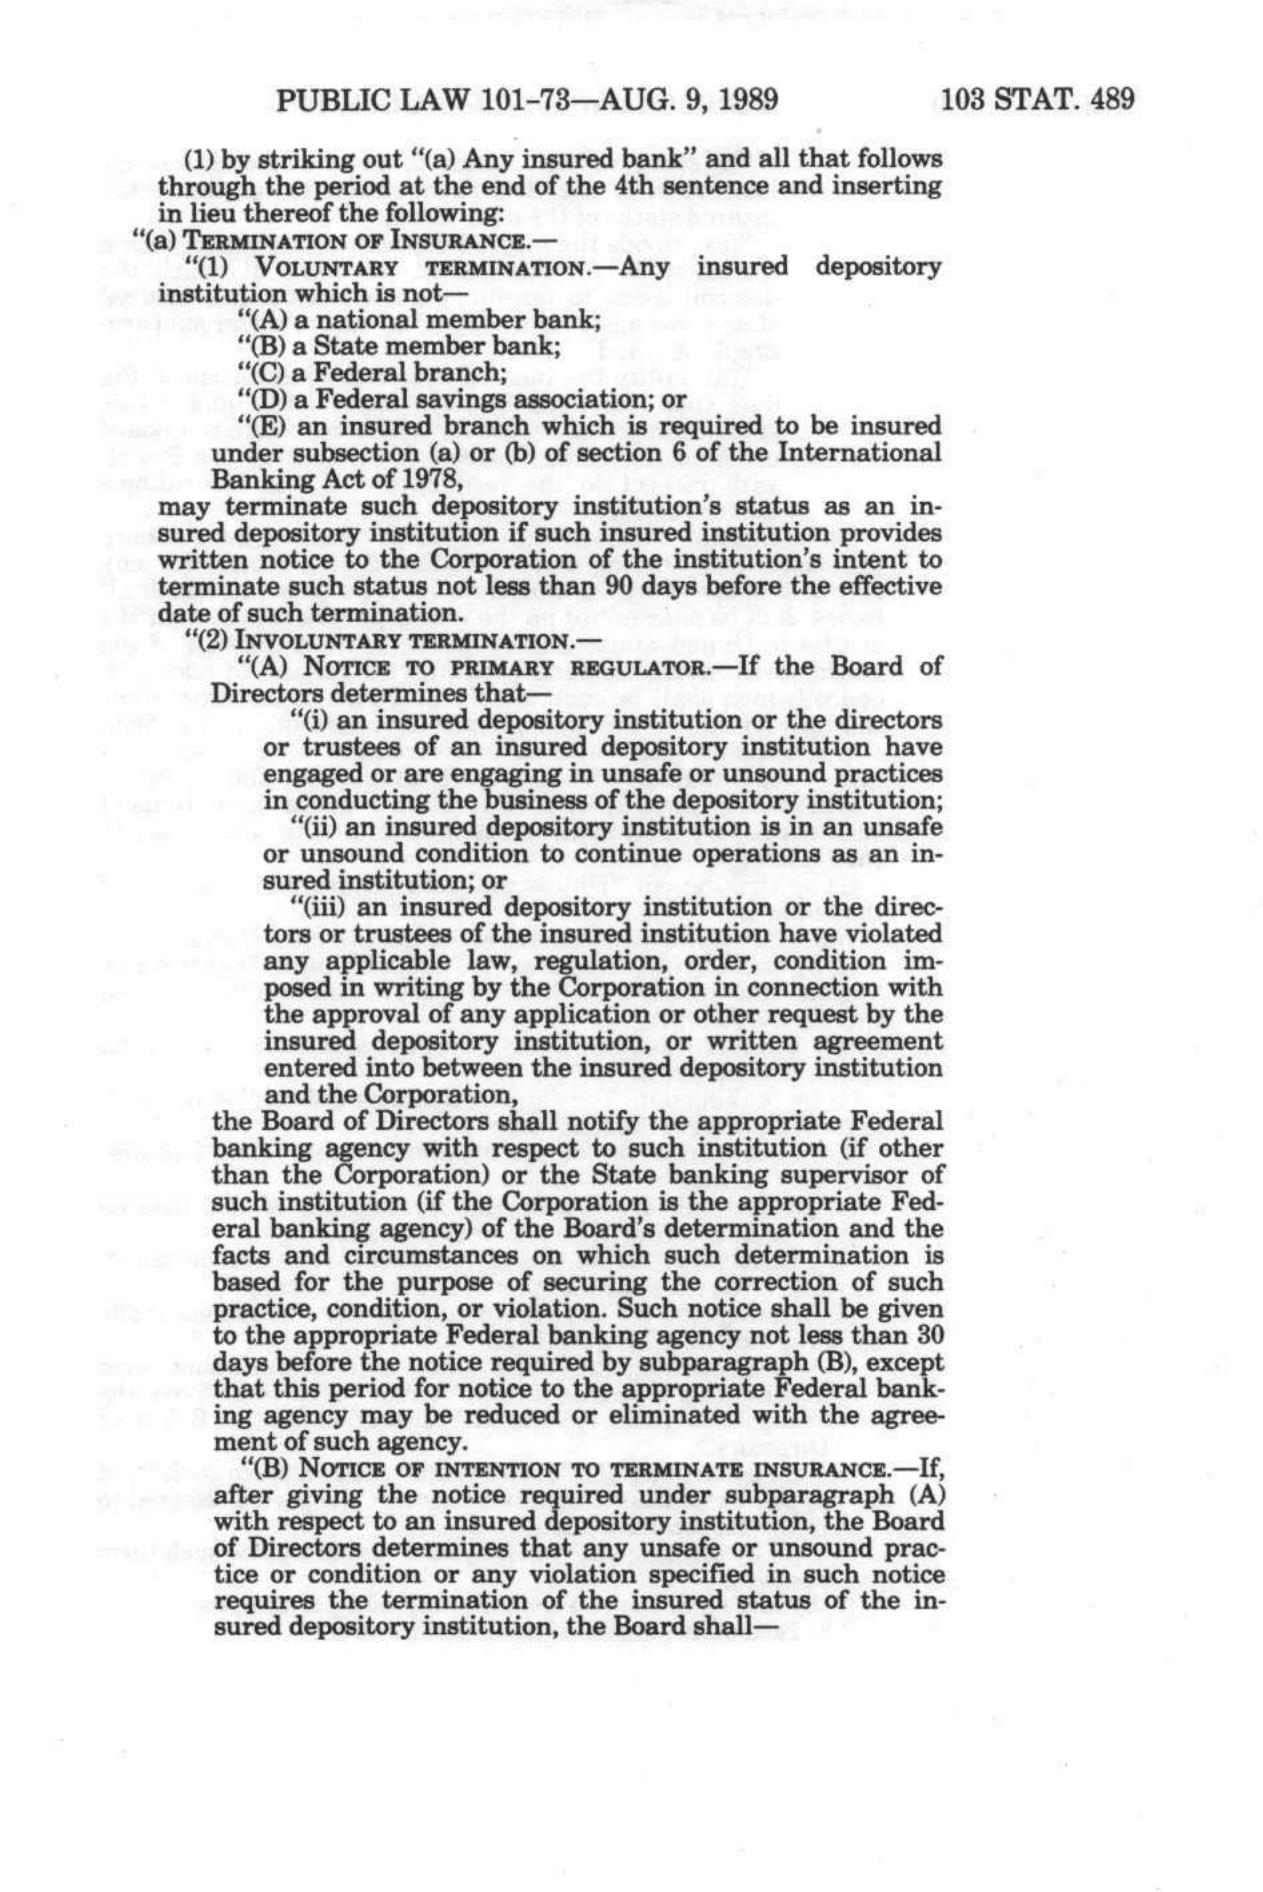 PUBLIC LAW 101-73—AUG. 9, 1989 103 STAT. 489
(1) by striking out "(a) Any insured bank" and all that follows
through the period at the end of the 4th sentence and inserting
in lieu thereof the following:
"(a) TERMINATION OF INSURANCE.—
"(1) VOLUNTARY TERMINATION.—Any insured depository
institution which is not—
"(A) a national member bank;
"(B) a State member bank;
"(C) a Federal branch;
"(D) a Federal savings association; or
"(E) an insured branch which is required to be insured
under subsection (a) or (b) of section 6 of the International
Banking Act of 1978,
may terminate such depository institution's status as an in-
sured depository institution if such insured institution provides
written notice to the Corporation of the institution's intent to
terminate such status not less than 90 days before the effective
date of such termination.
"(2) INVOLUNTARY TERMINATION.—
"(A) NOTICE TO PRIMARY REGULATOR.—If the Board of
Directors determines that—
"(i) an insured depository institution or the directors
or trustees of an insured depository institution have
engaged or are engaging in unsafe or unsound practices
in conducting the business of the depository institution;
"(ii) an insured depository institution is in an unsafe
or unsound condition to continue operations as an in-
sured institution; or
"(iii) an insured depository institution or the direc-
tors or trustees of the insured institution have violated
any applicable law, regulation, order, condition im-
posed in writing by the Corporation in connection with
the approval of any application or other request by the
insured depository institution, or written agreement
entered into between the insured depository institution
and the Corporation,
the Board of Directors shall notify the appropriate Federal
banking agency with respect to such institution (if other
than the Corporation) or the State banking supervisor of
such institution (if the Corporation is the appropriate Fed-
eral banking agency) of the Board's determination and the
facts and circumstances on which such determination is
based for the purpose of securing the correction of such
practice, condition, or violation. Such notice shall be given
to the appropriate Federal banking agency not less than 30
days before the notice required by subparagraph (B), except
that this period for notice to the appropriate Federal bank-
ing agency may be reduced or eliminated with the agree-
ment of such agency.
"(B) NOTICE OF INTENTION TO TERMINATE INSURANCE.—If,
after giving the notice required under subparagraph (A)
with respect to an insured depository institution, the Board
of Directors determines that any unsafe or unsound prac-
tice or condition or any violation specified in such notice
requires the termination of the insured status of the in-
sured depository institution, the Board shall—